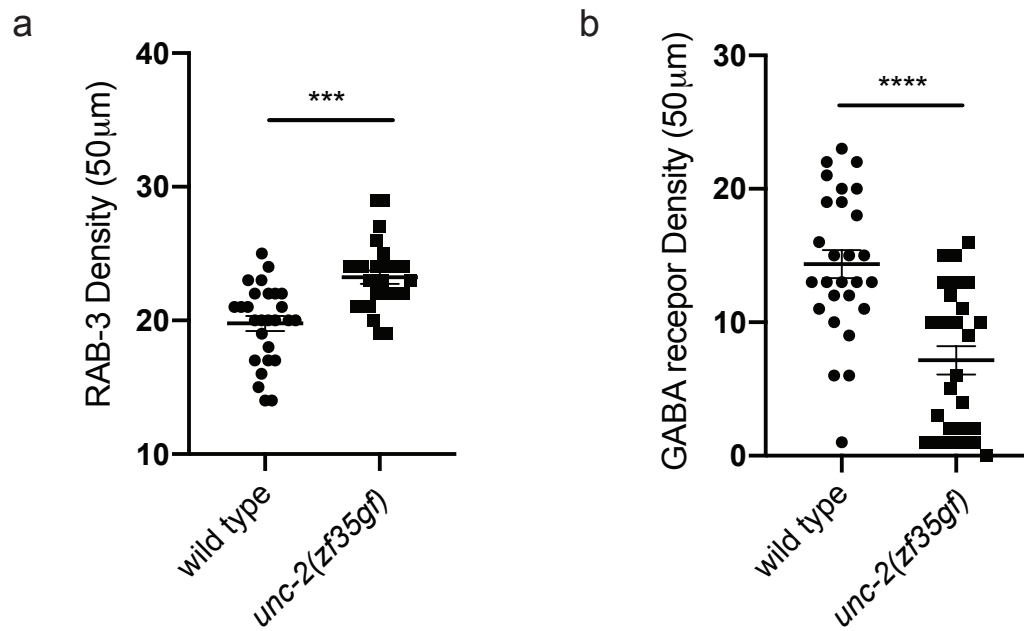 a
RAB-3 Density (50μm)
40
30
20
10
***
wild type
unc-2(zf35gf)
b
GABA recepor Density (50μm)
30
20
10
0
****
wild type
unc-2(zf35gf)